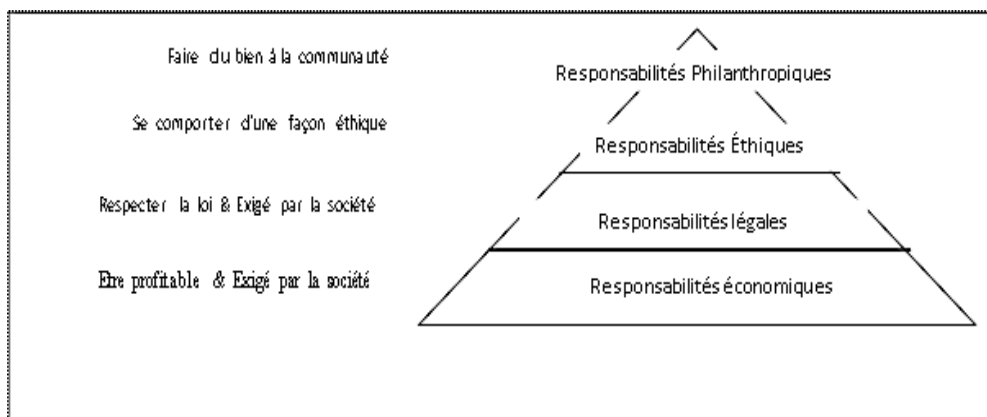 Faire du bien à la communauté
Responsabilités Philanthropiques
Se comporter d'une façon éthique
Responsabilités Éthiques
Respecter la loi & Exigé par la société
Responsabilités légales
Etre profitable & Exigé par la société
Responsabilités économiques